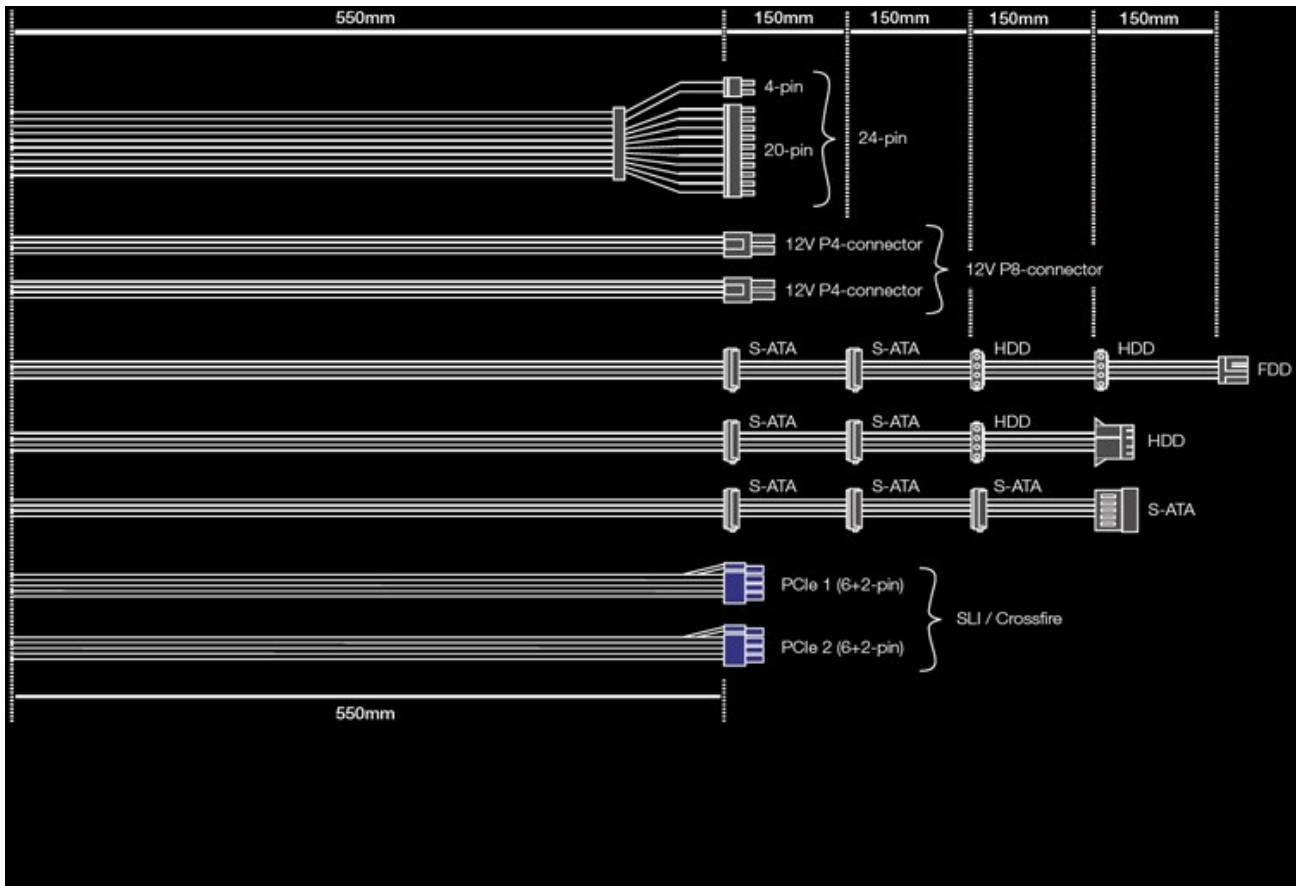 550mm
150mm
150mm
150mm
150mm
4-pin
20-pin
24-pin
12V P4-connector
12V P8-connector
12V P4-connector
S-ATA
S-ATA
HDD
HDD
FDD
S-ATA
S-ATA
HDD
HDD
S-ATA
S-ATA
S-ATA
S-ATA
PCIe 1 (6+2-pin)
SLI / Crossfire
PCIe 2 (6+2-pin)
550mm